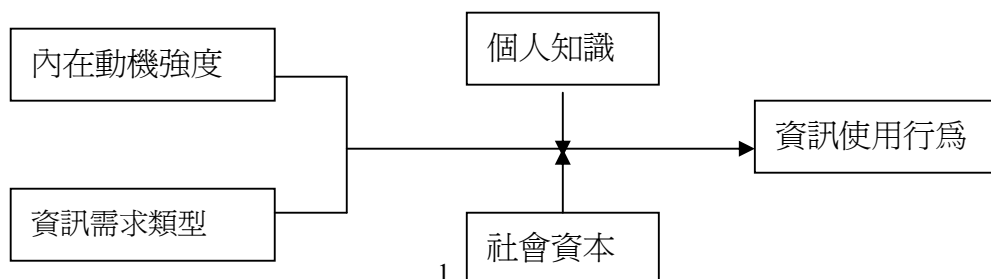 內在動機強度
個人知識
資訊使用行為
資訊需求類型
社會資本
1